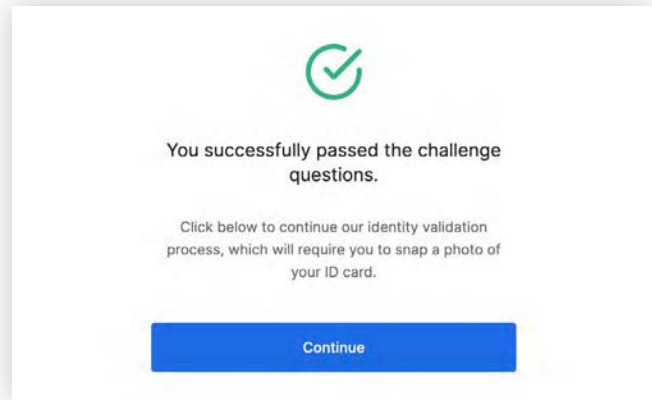 You successfully passed the challenge
questions.
Click below to continue our identity validation
process, which will require you to snap a photo of
your ID card.
Continue